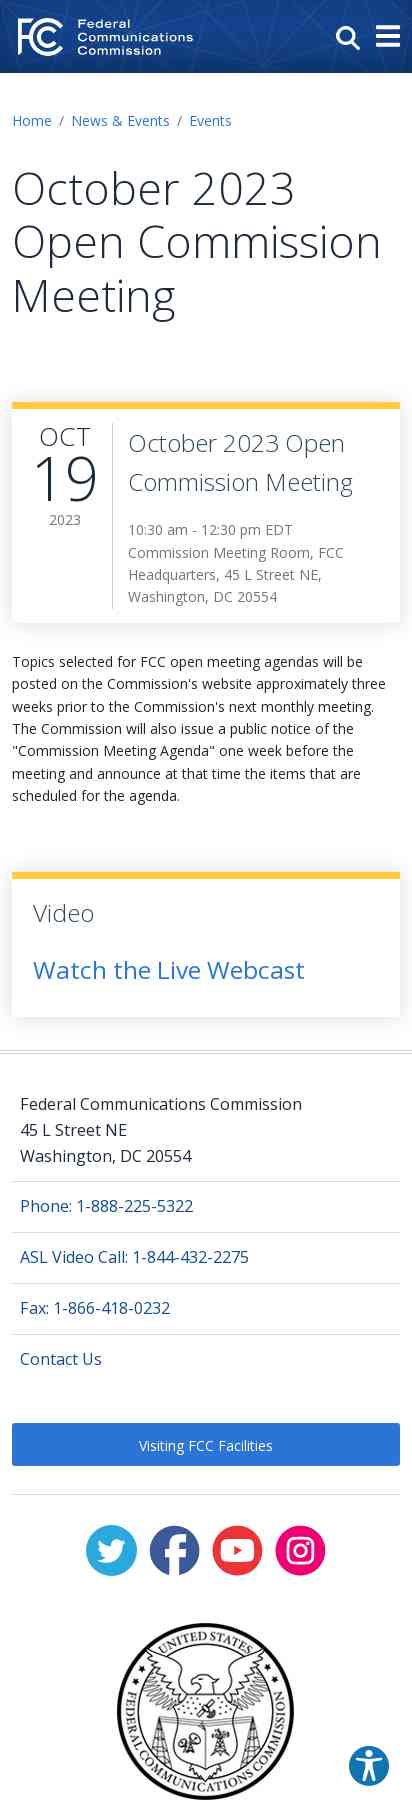 FCC
Federal
Communications
Commission
Home / News & Events / Events
October 2023
Open Commission
Meeting
OCT
19
2023
October 2023 Open
Commission Meeting
10:30 am - 12:30 pm EDT
Commission Meeting Room, FCC
Headquarters, 45 L Street NE,
Washington, DC 20554
Topics selected for FCC open meeting agendas will be
posted on the Commission's website approximately three
weeks prior to the Commission's next monthly meeting.
The Commission will also issue a public notice of the
"Commission Meeting Agenda" one week before the
meeting and announce at that time the items that are
scheduled for the agenda.
Video
Watch the Live Webcast
Federal Communications Commission
45 L Street NE
Washington, DC 20554
Phone: 1-888-225-5322
ASL Video Call: 1-844-432-2275
Fax: 1-866-418-0232
Contact Us
Visiting FCC Facilities
UNITED STATES
FEDERAL COMMUNICATIONS COMMISSION